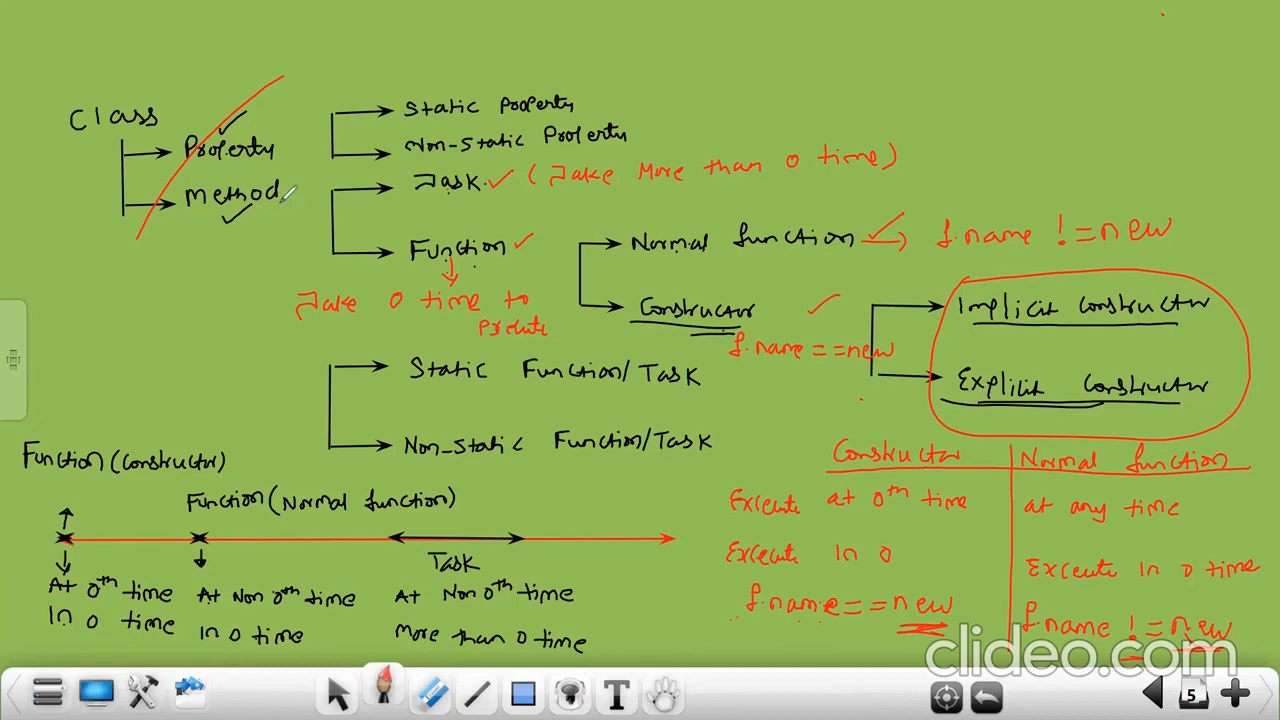 Class
Property
Method
Static Property
Non-Static Property
Task (Take More than 0 time)
Function
Take 0 time to
Normal function
f.name != new
Constructor
f.name == new
Implicit Constructor
Explicit Constructor
Static Function/Task
Non-Static Function/Task
Function (Constructor)
Function (Normal function)
Task
At 0th time
In 0 time
At Non 0th time
In 0 time
At Non 0th time
More than 0 time
Constructor
Normal function
Execute at 0th time
at any time
Execute In 0
Execute In 0 time
f.name == new
f.name != new
clideo.com
T
5